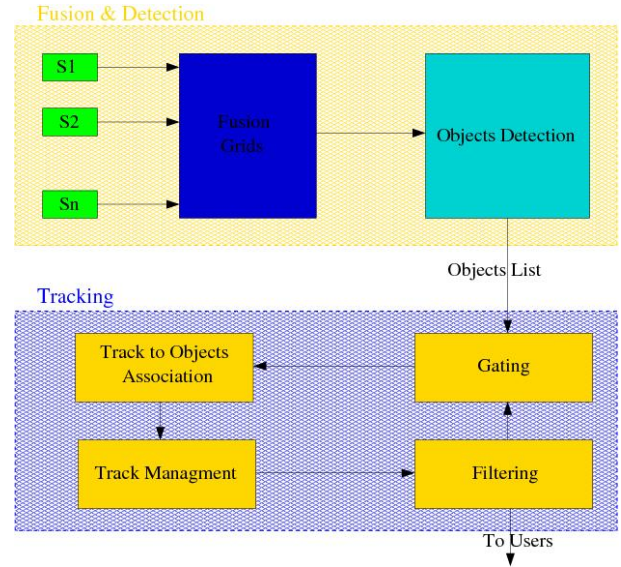 Fusion & Detection
S1
S2
Sn
Fusion
Grids
Objects Detection
Objects List
Tracking
Track to Objects
Association
Gating
Track Managment
Filtering
To Users